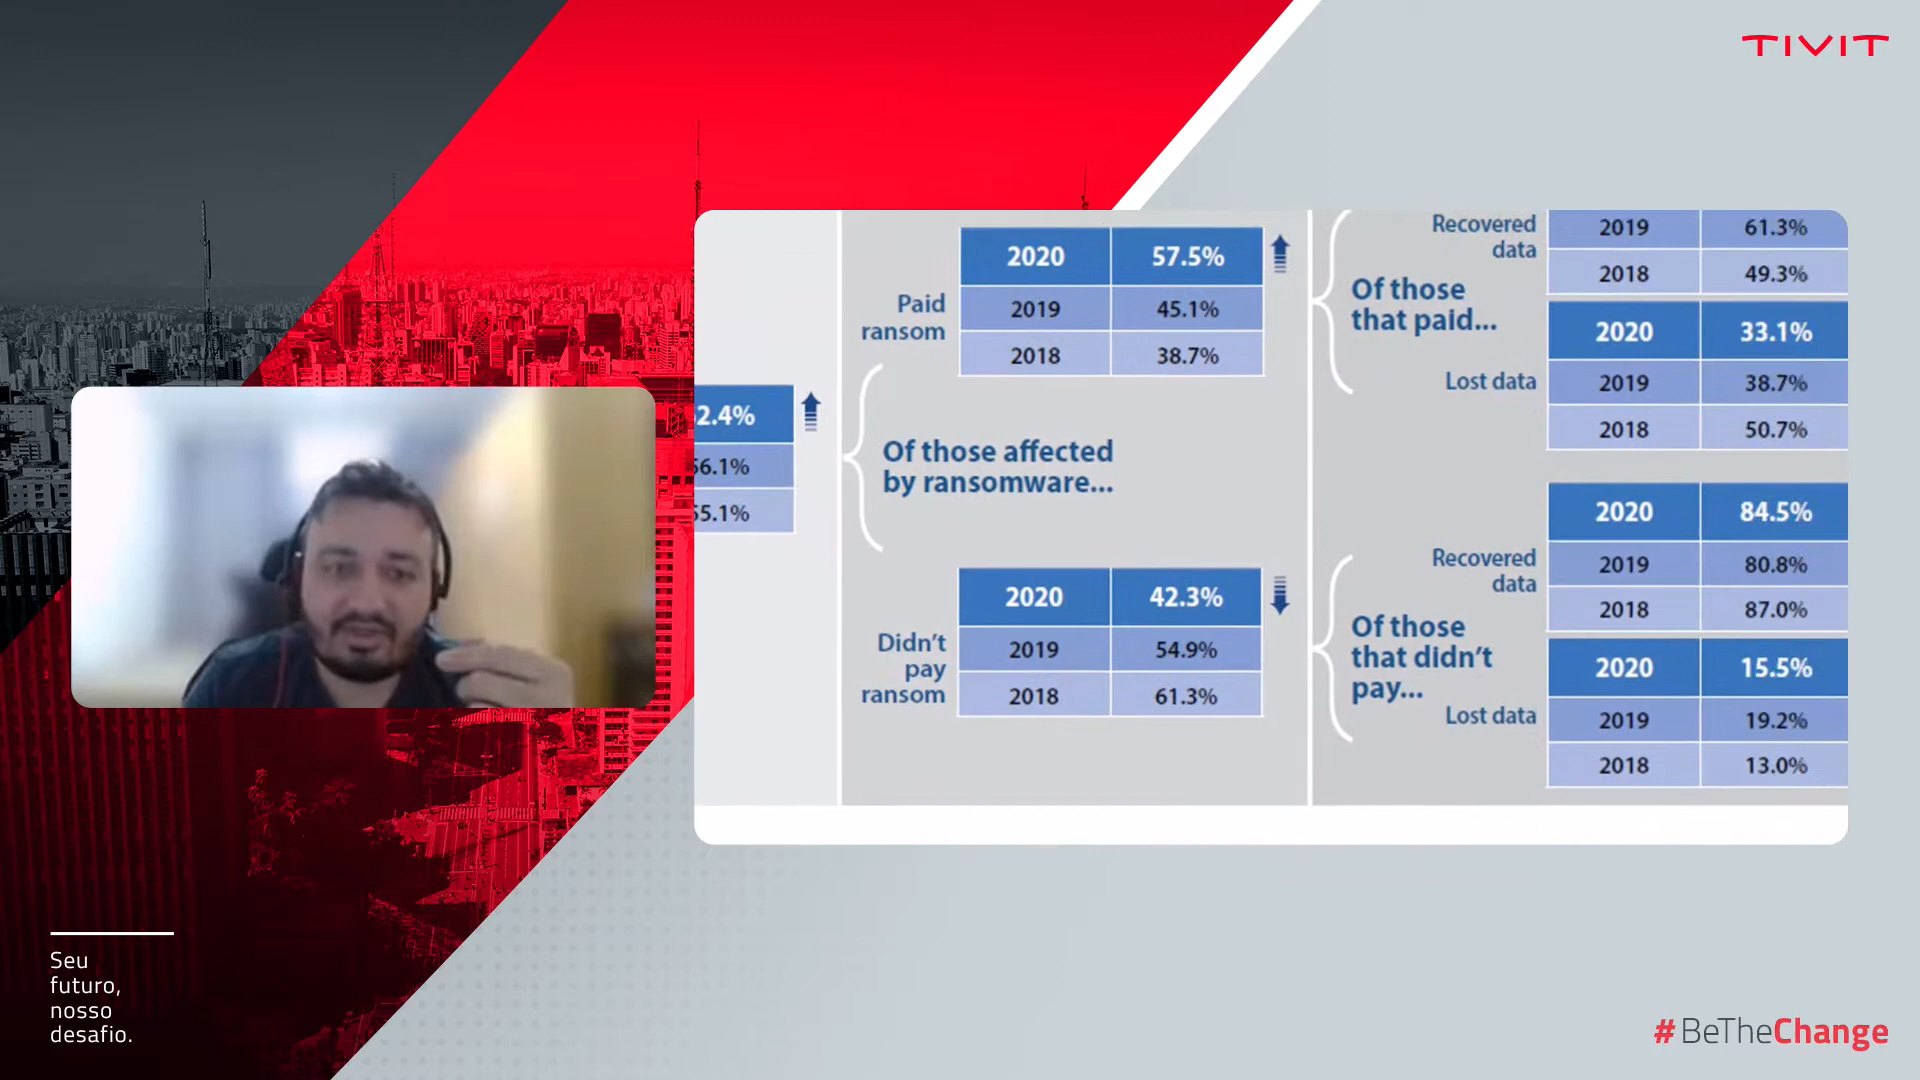 TIVIT
2.4%
56.1%
55.1%
Paid
ransom
2020 57.5%
2019 45.1%
2018 38.7%
Of those affected
by ransomware...
Didn't
pay
ransom
2020 42.3%
2019 54.9%
2018 61.3%
Of those
that paid...
Recovered
data
2019 61.3%
2018 49.3%
Lost data
2020 33.1%
2019 38.7%
2018 50.7%
Of those
that didn't
pay...
Recovered
data
2020 84.5%
2019 80.8%
2018 87.0%
Lost data
2020 15.5%
2019 19.2%
2018 13.0%
Seu
futuro,
nosso
desafio.
#BeTheChange